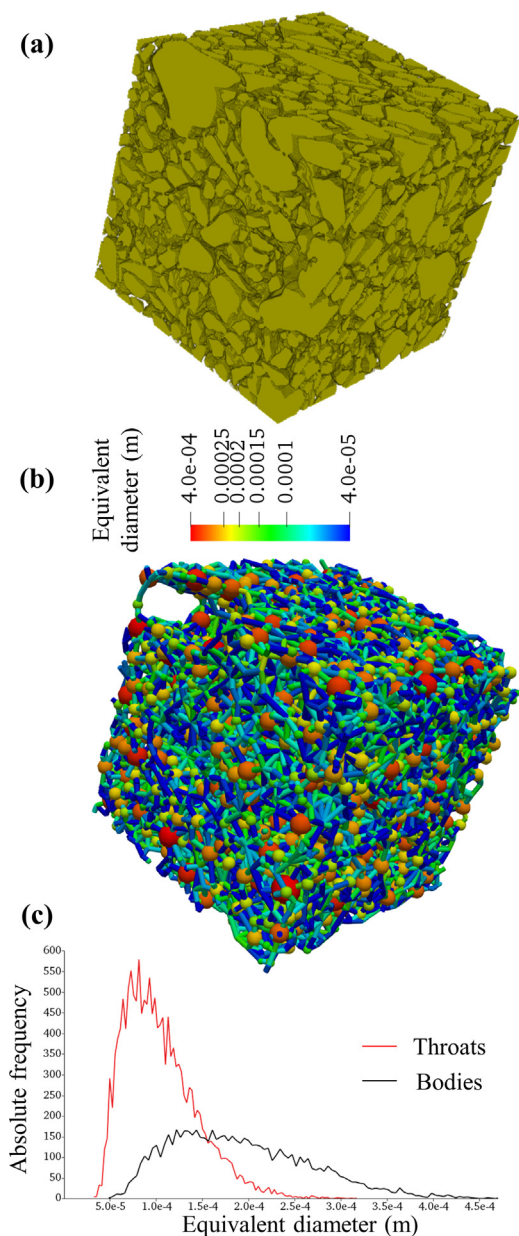 (a)
(b)
Equivalent
diameter (m)
4.0e-04
0.00025
0.0002
0.00015
0.0001
4.0e-05
(c)
Absolute frequency
600
550
500
450
400
350
300
250
200
150
100
50
0
Throats
Bodies
5.0e-5 1.0e-4 1.5e-4 2.0e-4 2.5e-4 3.0e-4 3.5e-4 4.0e-4 4.5e-4
Equivalent diameter (m)